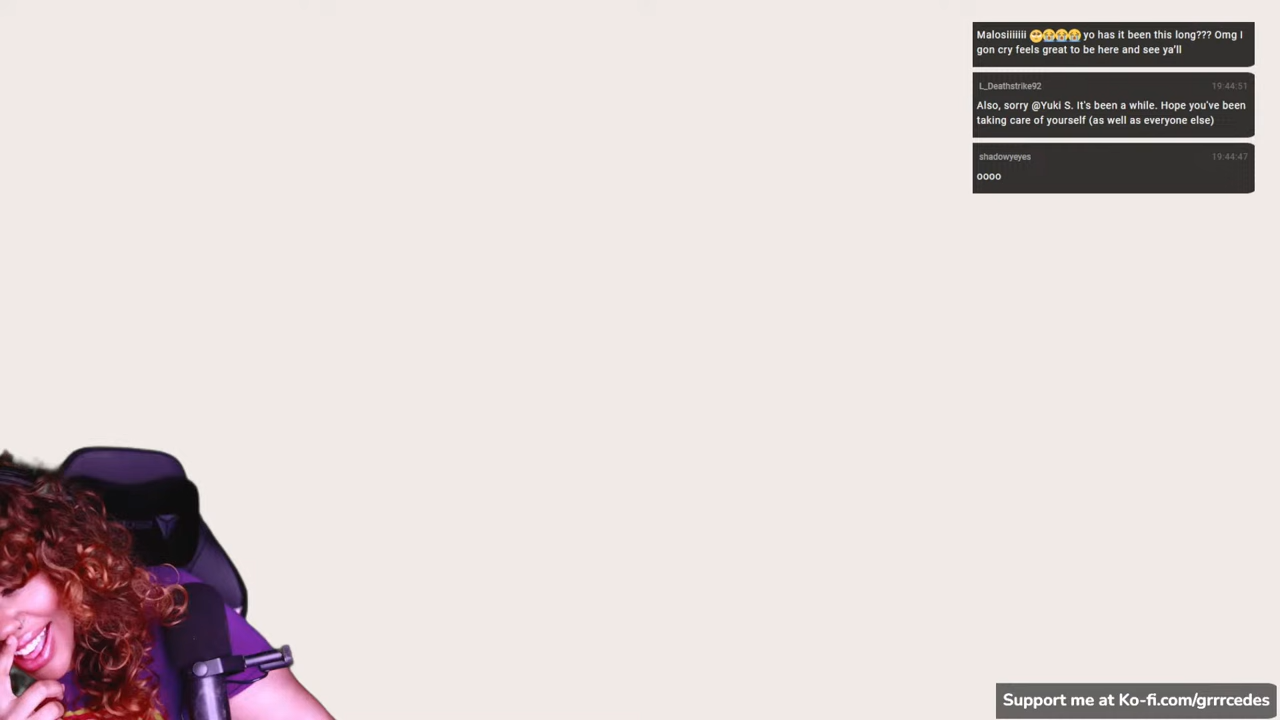 Malosiiiiiii 🥺😭😭😭 yo has it been this long??? Omg I
gon cry feels great to be here and see ya'll
L_Deathstrike92 19:44:51
Also, sorry @Yuki S. It's been a while. Hope you've been
taking care of yourself (as well as everyone else)
shadowyeyes 19:44:47
oooo
Support me at Ko-fi.com/grrrcedes